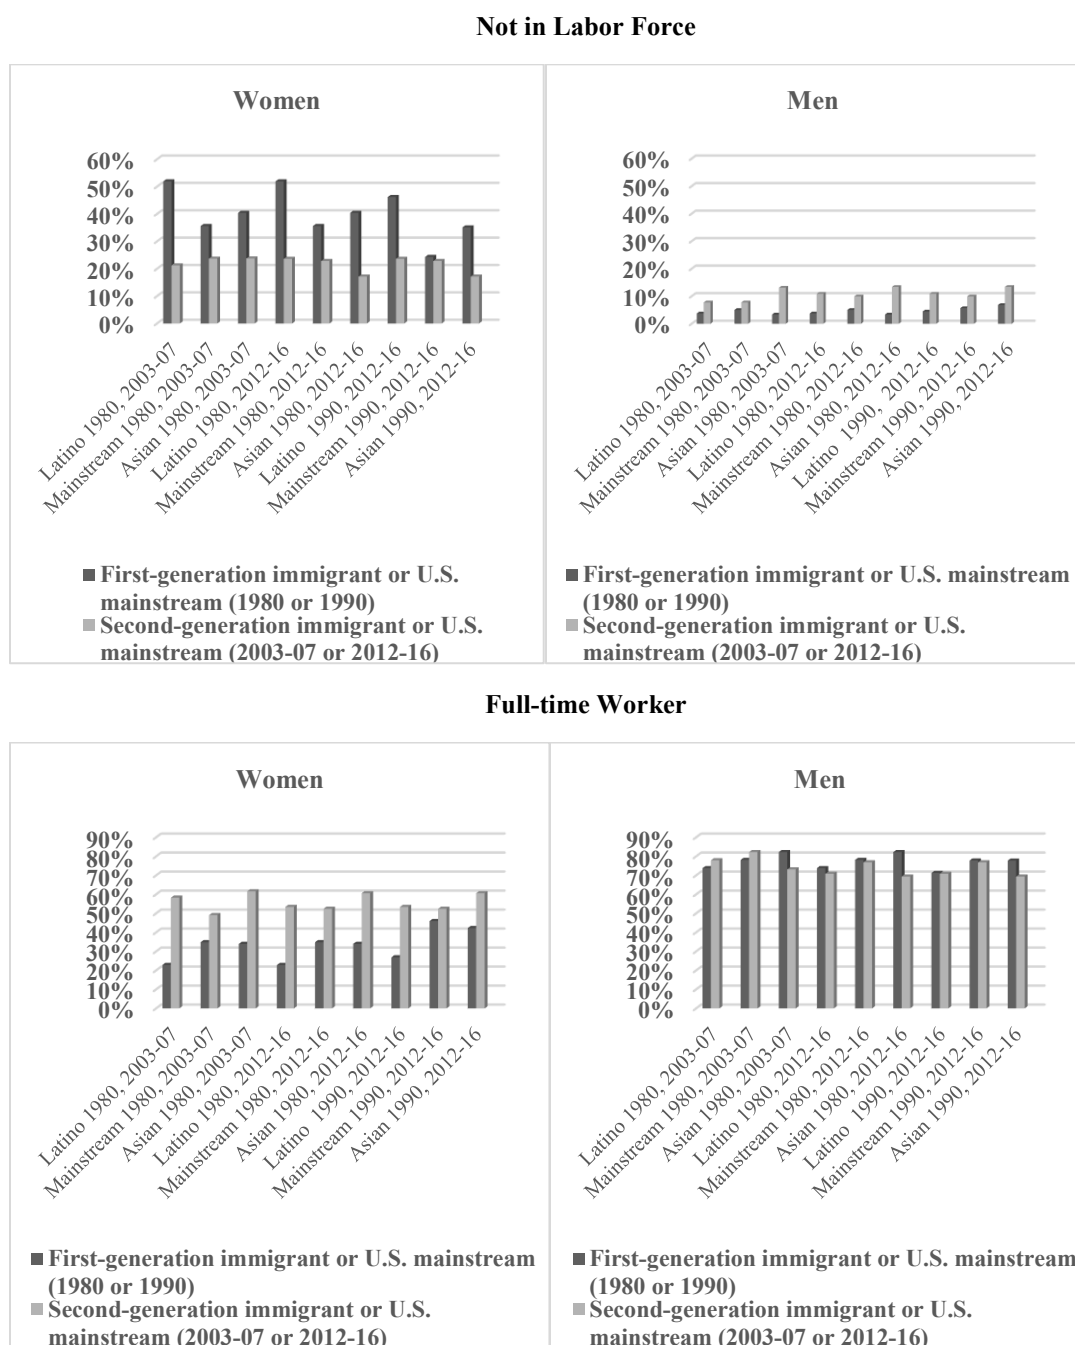 Not in Labor Force
Women
60%
50%
40%
30%
20%
10%
0%
Latino 1980, 2003-07
Mainstream 1980, 2003-07
Asian 1980, 2003-07
Latino 1980, 2012-16
Mainstream 1980, 2012-16
Asian 1980, 2012-16
Latino  1990, 2012-16
Mainstream 1990, 2012-16
Asian 1990, 2012-16
First-generation immigrant or U.S.
mainstream (1980 or 1990)
Second-generation immigrant or U.S.
mainstream (2003-07 or 2012-16)
Men
60%
50%
40%
30%
20%
10%
0%
Latino 1980, 2003-07
Mainstream 1980, 2003-07
Asian 1980, 2003-07
Latino 1980, 2012-16
Mainstream 1980, 2012-16
Asian 1980, 2012-16
Latino  1990,  2012-16
Mainstream 1990, 2012-16
Asian 1990, 2012-16
First-generation immigrant or U.S. mainstream
(1980 or 1990)
Second-generation immigrant or U.S.
mainstream (2003-07 or 2012-16)
Full-time Worker
Women
90%
80%
70%
60%
50%
40%
30%
20%
10%
0%
Latino 1980, 2003-07
Mainstream 1980, 2003-07
Asian 1980, 2003-07
Latino 1980, 2012-16
Mainstream 1980, 2012-16
Asian 1980, 2012-16
Latino  1990, 2012-16
Mainstream 1990, 2012-16
Asian 1990, 2012-16
First-generation immigrant or U.S. mainstream
(1980 or 1990)
Second-generation immigrant or U.S.
mainstream (2003-07 or 2012-16)
Men
90%
80%
70%
60%
50%
40%
30%
20%
10%
0%
Latino 1980, 2003-07
Mainstream 1980, 2003-07
Asian 1980, 2003-07
Latino 1980, 2012-16
Mainstream 1980, 2012-16
Asian 1980, 2012-16
Latino  1990, 2012-16
Mainstream 1990, 2012-16
Asian 1990, 2012-16
First-generation immigrant or U.S. mainstream
(1980 or 1990)
Second-generation immigrant or U.S.
mainstream (2003-07 or 2012-16)